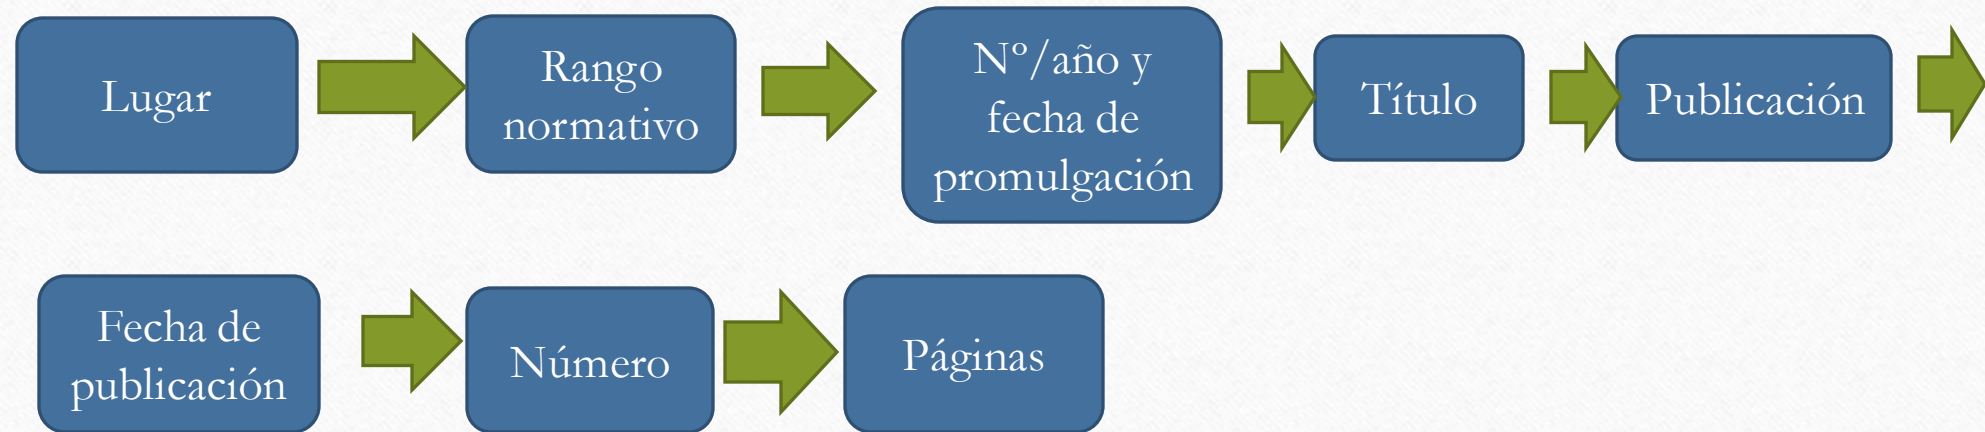 Lugar
Rango
normativo
Nº/año y
fecha de
promulgación
Título
Publicación
Fecha de
publicación
Número
Páginas